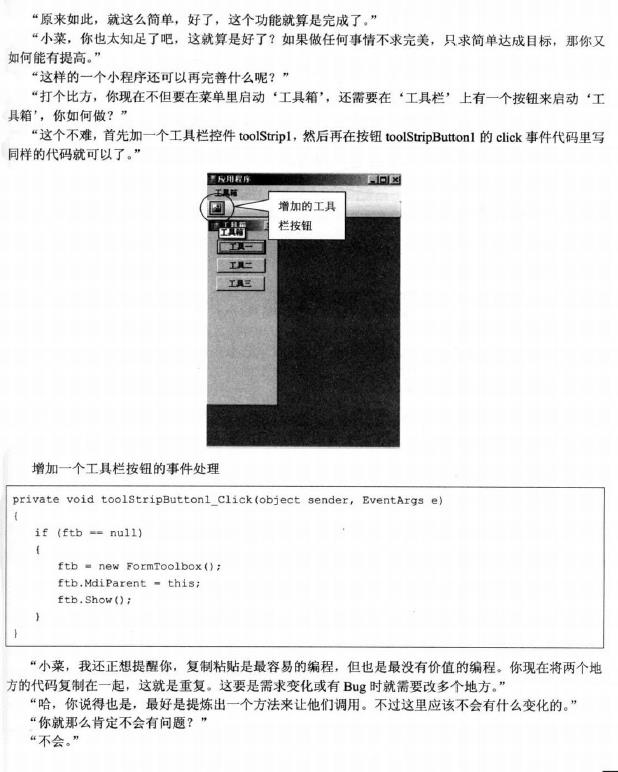 “原来如此，就这么简单，好了，这个功能就算是完成了。”
“小菜，你也太知足了吧，这就算是好了？如果做任何事情不求完美，只求简单达成目标，那你又
如何能有提高。”
“这样的一个小程序还可以再完善什么呢？”
“打个比方，你现在不但要在菜单里启动‘工具箱’，还需要在‘工具栏’上有一个按钮来启动‘工
具箱’，你如何做？”
“这个不难，首先加一个工具栏控件 toolStrip1，然后再在按钮 toolStripButton1 的 click 事件代码里写
同样的代码就可以了。”
应用程序
工具箱
增加的工具
栏按钮
工具箱
工具一
工具二
工具三
增加一个工具栏按钮的事件处理
private void toolStripButton1_Click(object sender, EventArgs e)
{
if (ftb == null)
{
ftb = new FormToolbox();
ftb.MdiParent = this;
ftb.Show();
}
}
“小菜，我还正想提醒你，复制粘贴是最容易的编程，但也是最没有价值的编程。你现在将两个地
方的代码复制在一起，这就是重复。这要是需求变化或有 Bug 时就需要改多个地方。”
“哈，你说得也是，最好是提炼出一个方法来让他们调用。不过这里应该不会有什么变化的。”
“你就那么肯定不会有问题？”
“不会。”